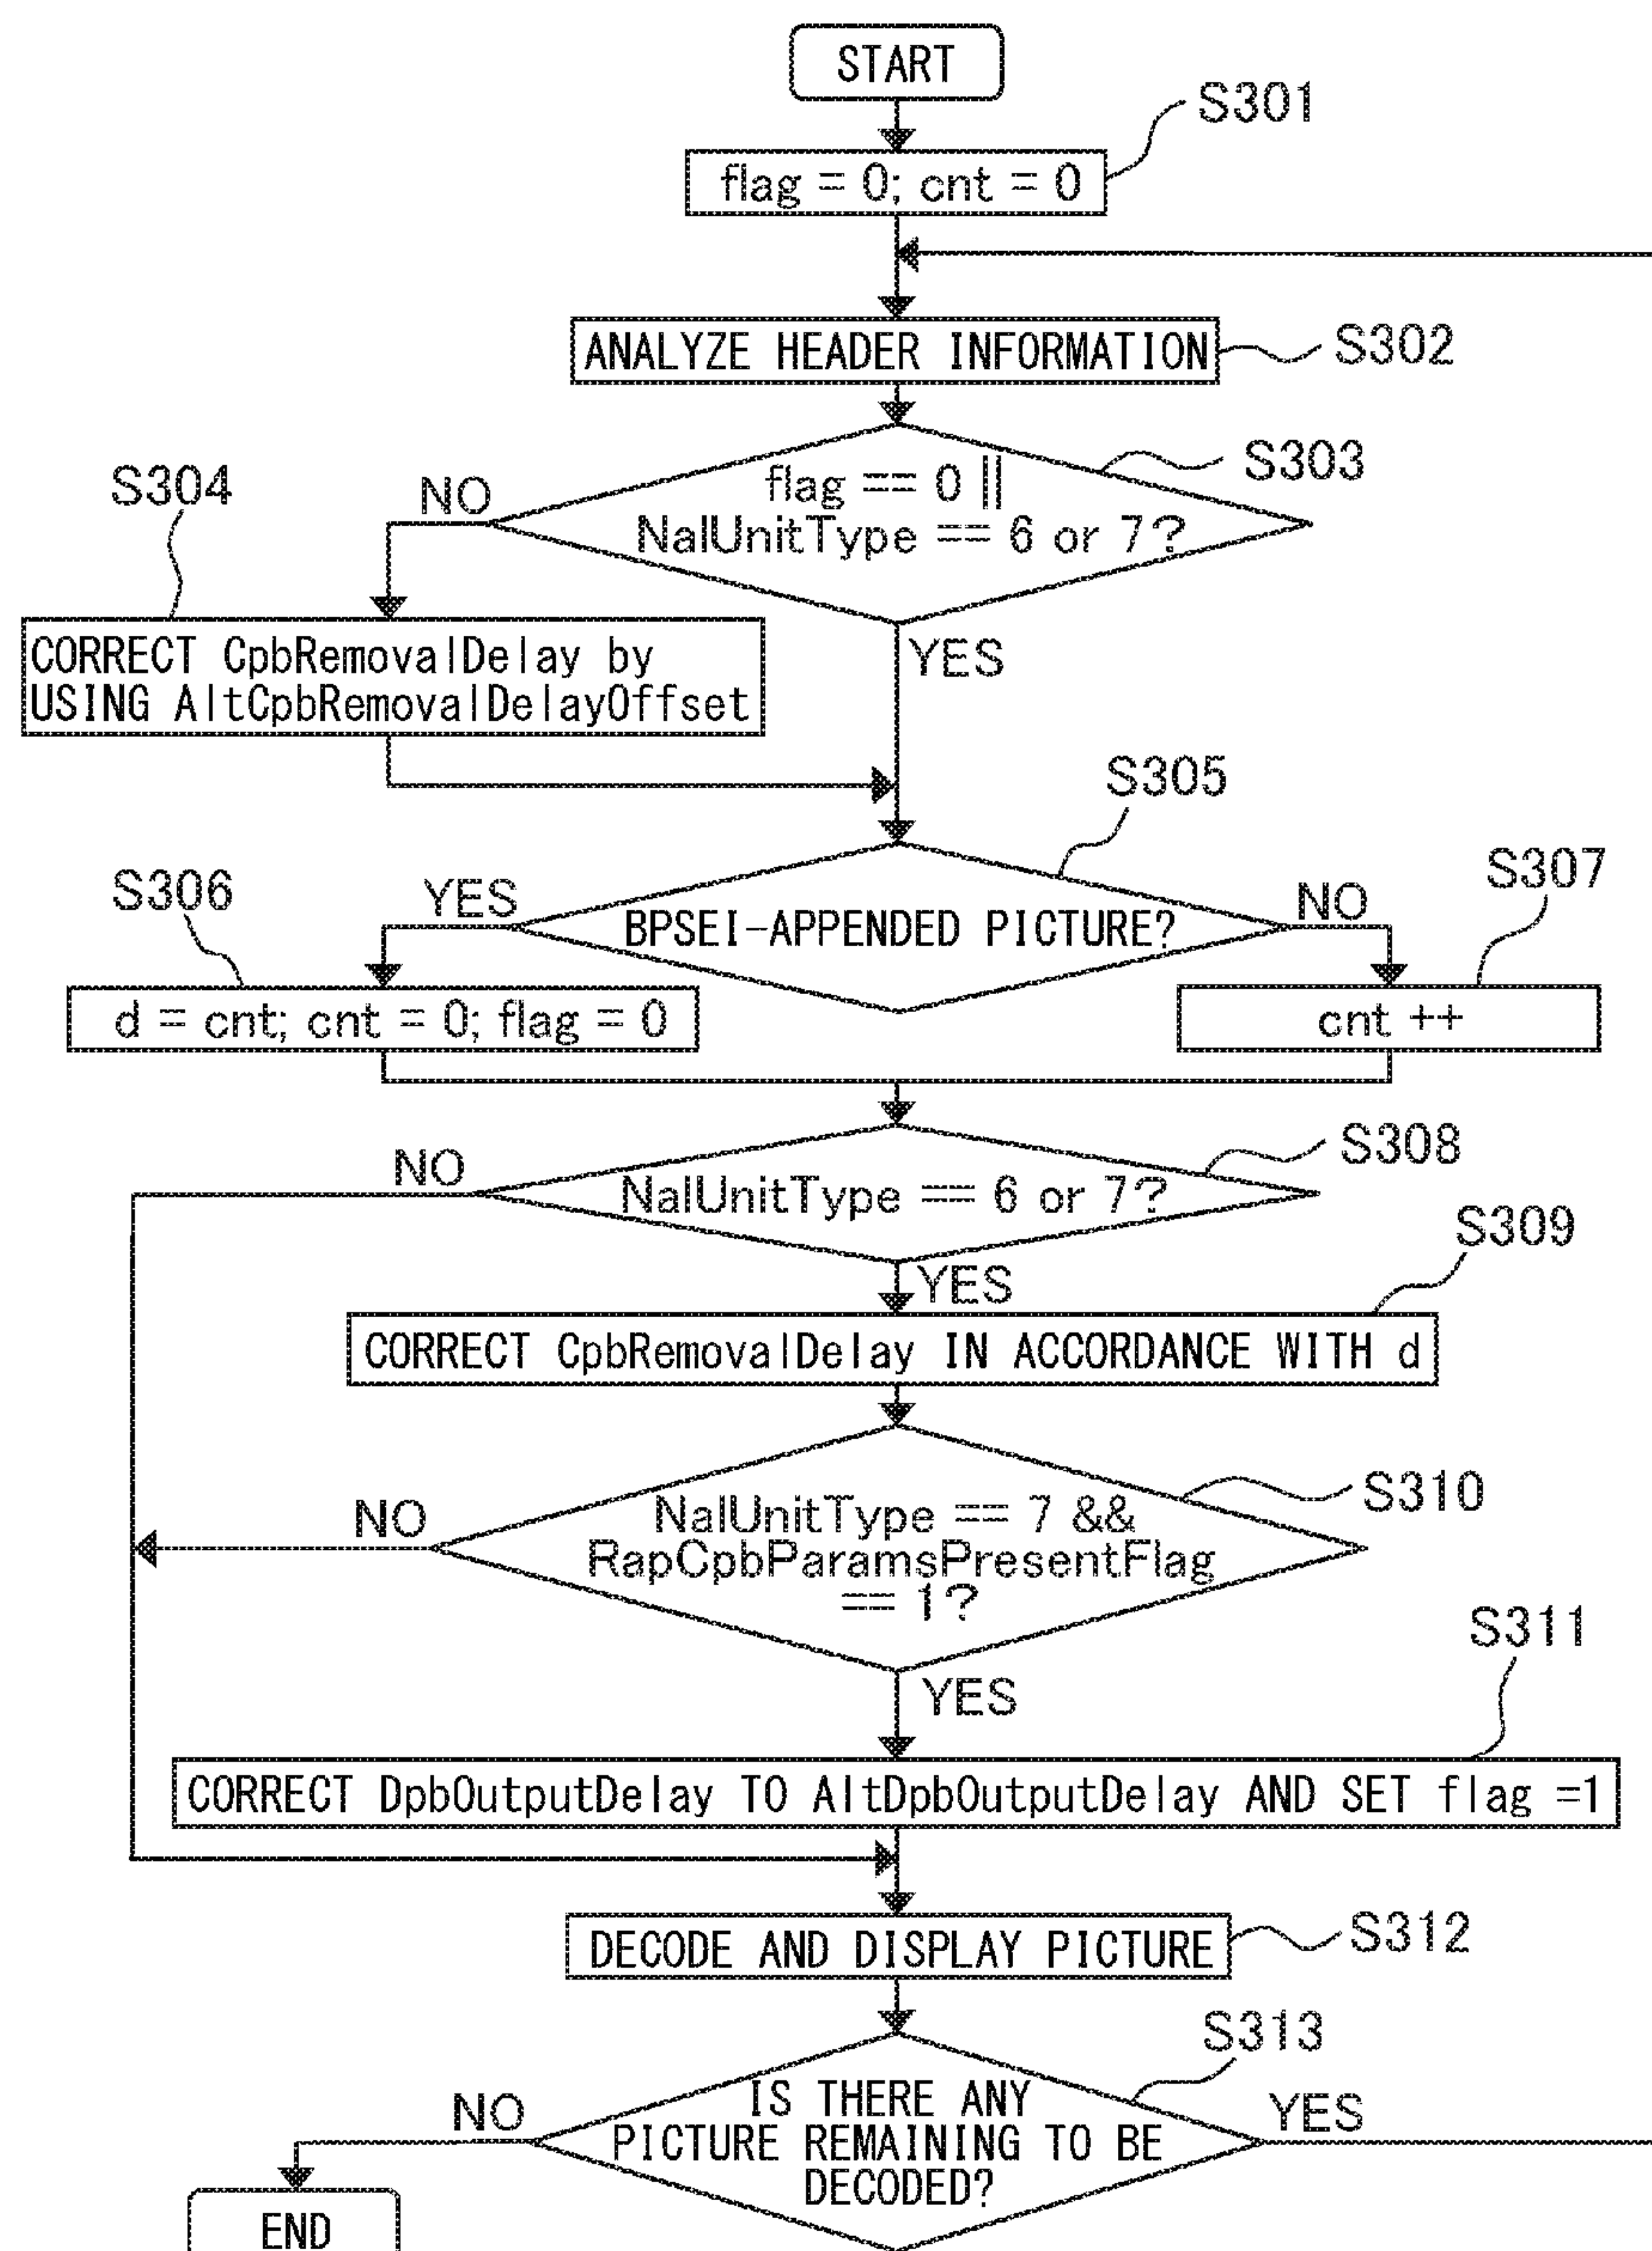 START
S301
flag = 0; cnt = 0
ANALYZE HEADER INFORMATION
S302
S303
flag == 0 ||
NalUnitType == 6 or 7?
NO
YES
S304
CORRECT CpbRemovalDelay by
USING AltCpbRemovalDelayOffset
S305
BPSEI-APPENDED PICTURE?
YES
NO
S306
d = cnt; cnt = 0; flag = 0
S307
cnt ++
S308
NO
NalUnitType == 6 or 7?
YES
S309
CORRECT CpbRemovalDelay IN ACCORDANCE WITH d
S310
NO
NalUnitType == 7 &&
RapCpbParamsPresentFlag
== 1?
YES
S311
CORRECT DpbOutputDelay TO AltDpbOutputDelay AND SET flag =1
DECODE AND DISPLAY PICTURE
S312
S313
NO
IS THERE ANY
PICTURE REMAINING TO BE
DECODED?
YES
END